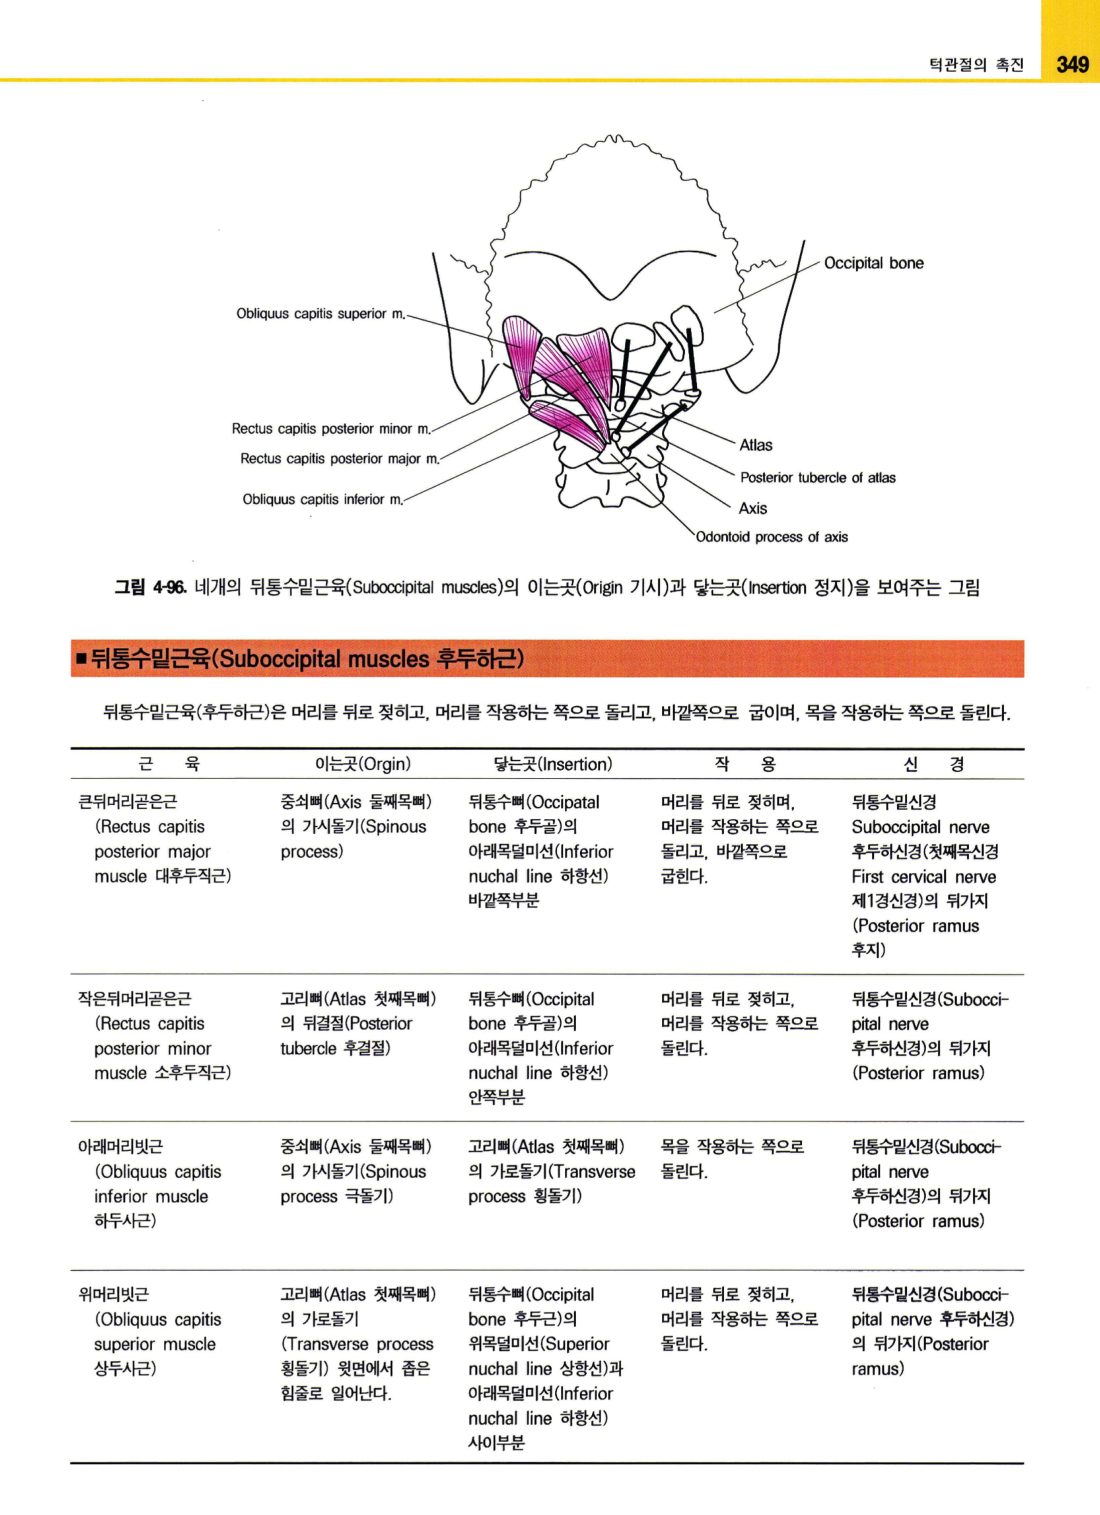 턱관절의 촉진 349
Occipital bone
Obliquus capitis superior m.
Rectus capitis posterior minor m.
Rectus capitis posterior major m.
Obliquus capitis inferior m.
Atlas
Posterior tubercle of atlas
Axis
Odontoid process of axis
그림 4-96. 네개의 뒤통수밑근육(Suboccipital muscles)의 이는곳(Origin 기시)과 닿는곳(Insertion 정지)을 보여주는 그림
■ 뒤통수밑근육(Suboccipital muscles 후두하근)
뒤통수밑근육(후두하근)은 머리를 뒤로 젖히고, 머리를 작용하는 쪽으로 돌리고, 바깥쪽으로 굽이며, 목을 작용하는 쪽으로 돌린다.
근 육 이는곳(Orgin) 닿는곳(Insertion) 작 용 신 경
큰뒤머리곧은근
(Rectus capitis
posterior major
muscle 대후두직근)
중쇠뼈(Axis 둘째목뼈)
의 가시돌기(Spinous
process)
뒤통수뼈(Occipatal
bone 후두골)의
아래목덜미선(Inferior
nuchal line 하항선)
바깥쪽부분
머리를 뒤로 젖히며,
머리를 작용하는 쪽으로
돌리고, 바깥쪽으로
굽힌다.
뒤통수밑신경
Suboccipital nerve
후두하신경(첫째목신경
First cervical nerve
제1경신경)의 뒤가지
(Posterior ramus
후지)
작은뒤머리곧은근
(Rectus capitis
posterior minor
muscle 소후두직근)
고리뼈(Atlas 첫째목뼈)
의 뒤결절(Posterior
tubercle 후결절)
뒤통수뼈(Occipital
bone 후두골)의
아래목덜미선(Inferior
nuchal line 하항선)
안쪽부분
머리를 뒤로 젖히고,
머리를 작용하는 쪽으로
돌린다.
뒤통수밑신경(Subocci-
pital nerve
후두하신경)의 뒤가지
(Posterior ramus)
아래머리빗근
(Obliquus capitis
inferior muscle
하두사근)
중쇠뼈(Axis 둘째목뼈)
의 가시돌기(Spinous
process 극돌기)
고리뼈(Atlas 첫째목뼈)
의 가로돌기(Transverse
process 횡돌기)
목을 작용하는 쪽으로
돌린다.
뒤통수밑신경(Subocci-
pital nerve
후두하신경)의 뒤가지
(Posterior ramus)
위머리빗근
(Obliquus capitis
superior muscle
상두사근)
고리뼈(Atlas 첫째목뼈)
의 가로돌기
(Transverse process
횡돌기) 윗면에서 좁은
힘줄로 일어난다.
뒤통수뼈(Occipital
bone 후두근)의
위목덜미선(Superior
nuchal line 상항선)과
아래목덜미선(Inferior
nuchal line 하항선)
사이부분
머리를 뒤로 젖히고,
머리를 작용하는 쪽으로
돌린다.
뒤통수밑신경(Subocci-
pital nerve 후두하신경)
의 뒤가지(Posterior
ramus)